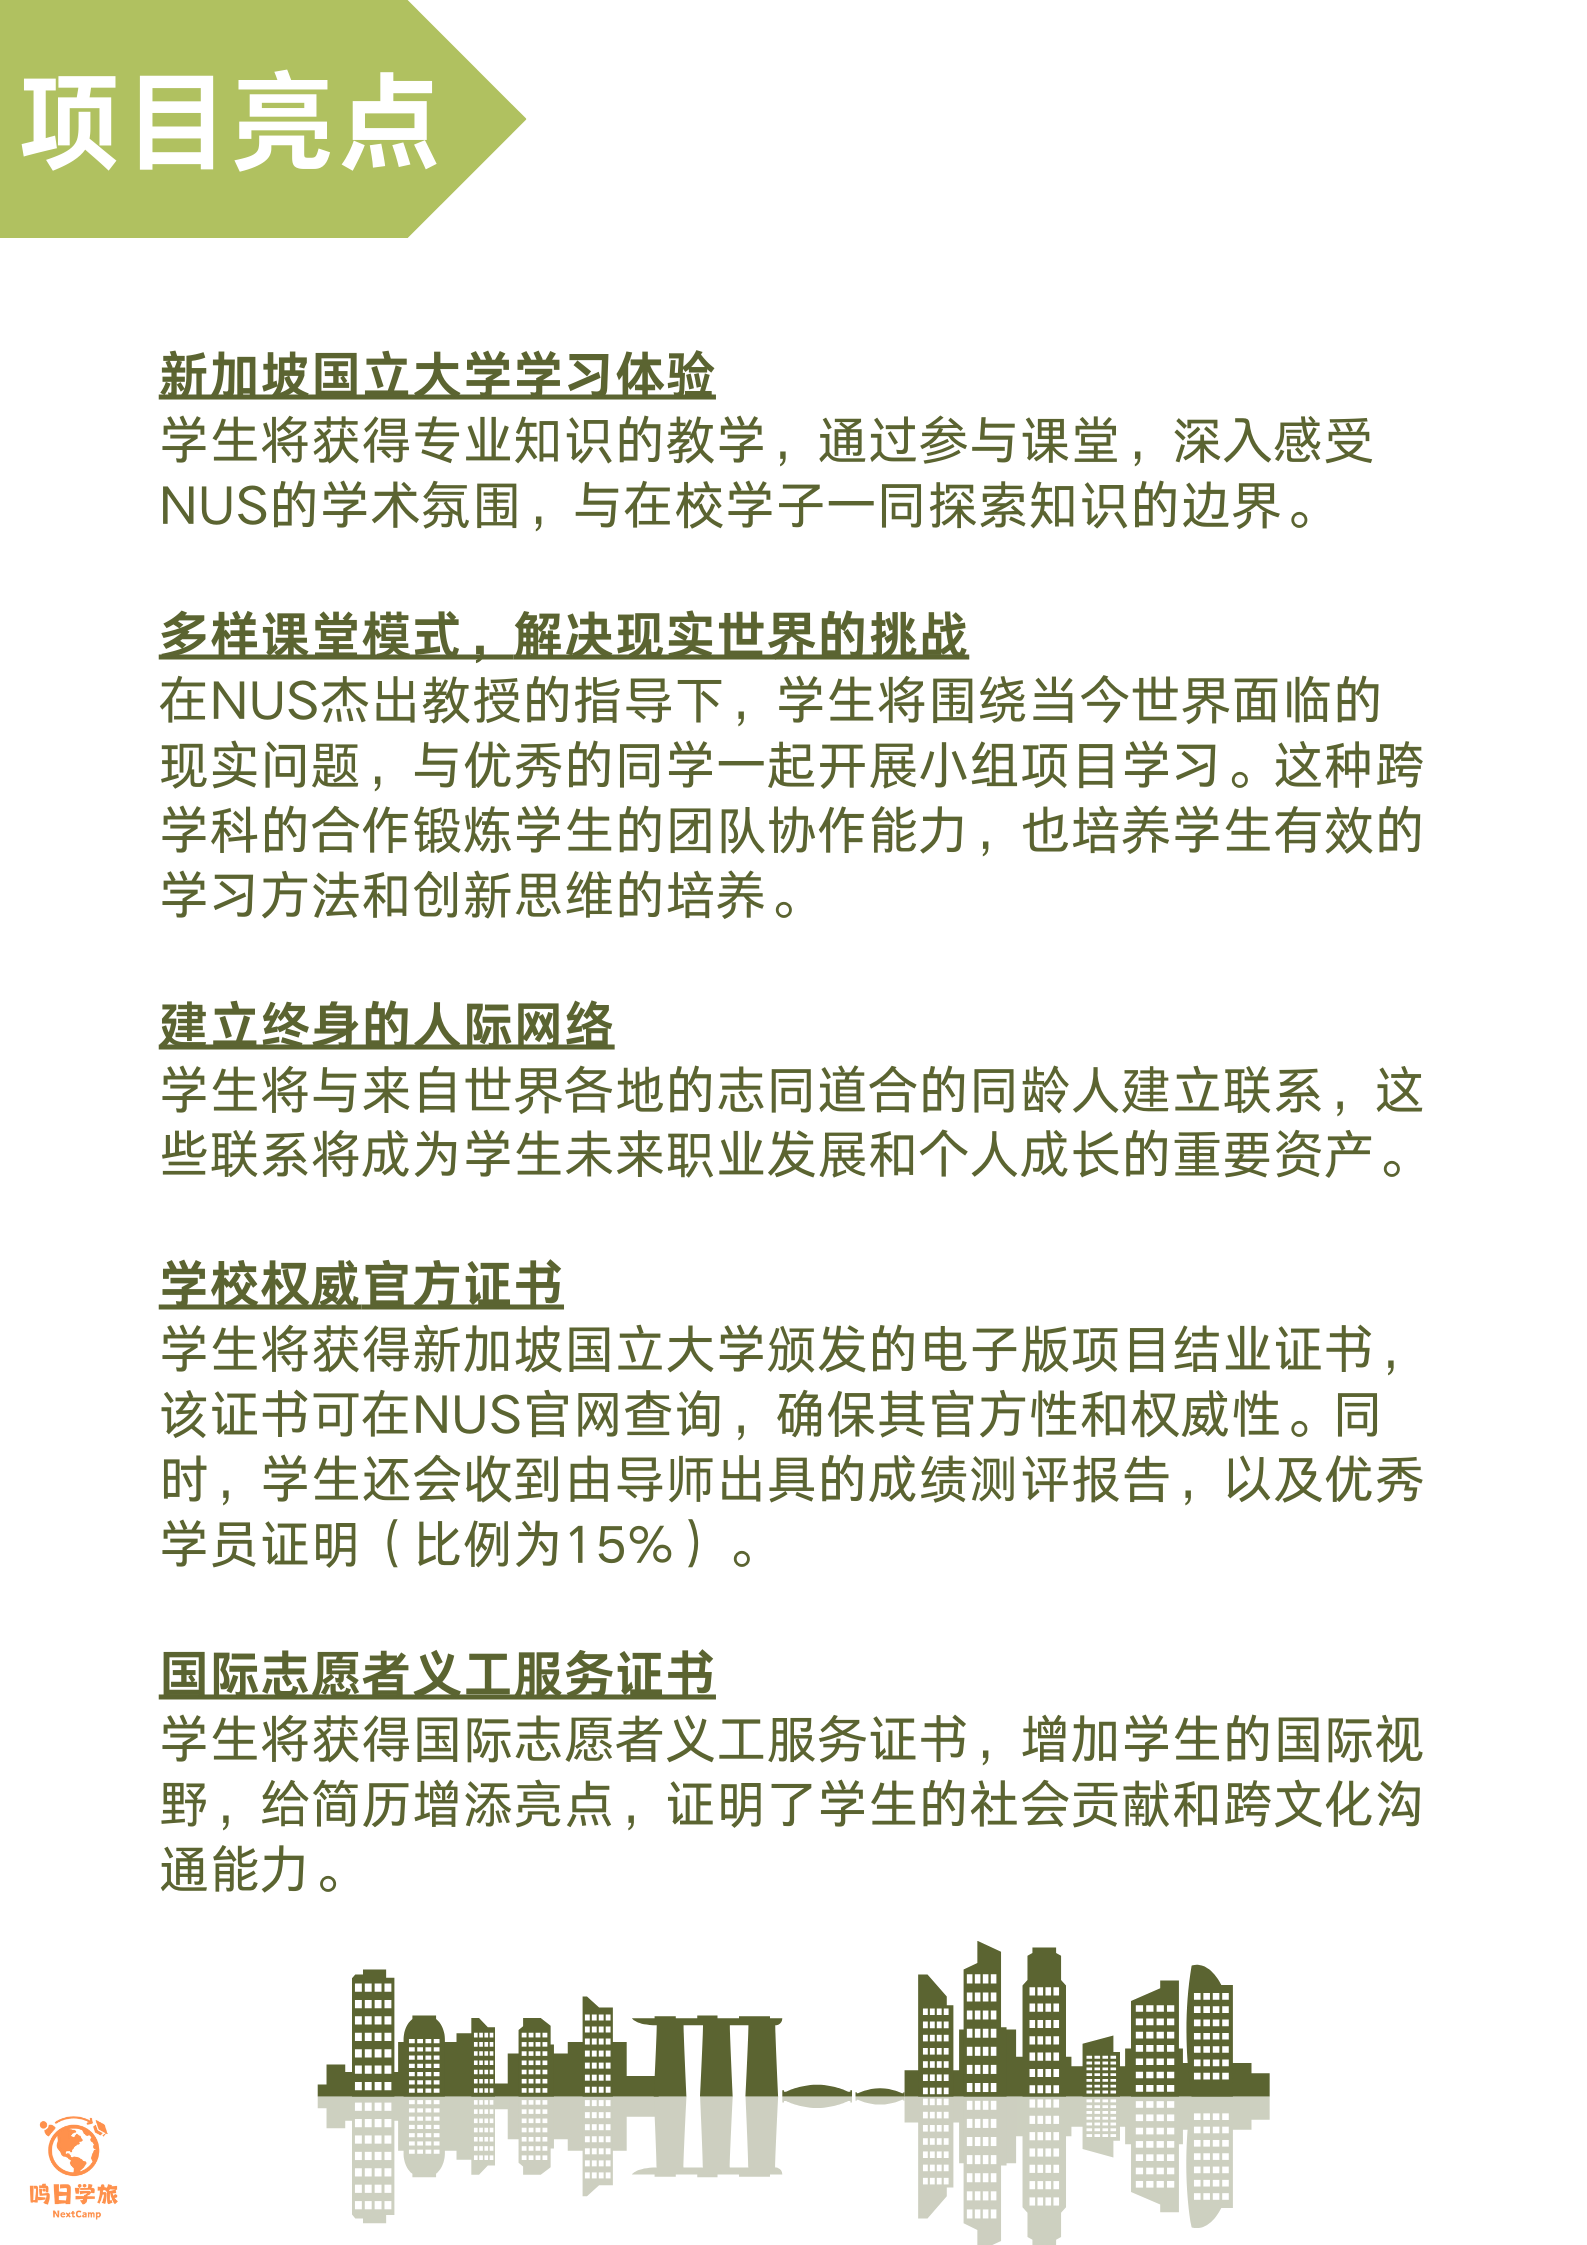 项目亮点
新加坡国立大学学习体验
学生将获得专业知识的教学，通过参与课堂，深入感受
NUS的学术氛围，与在校学子一同探索知识的边界。
多样课堂模式，解决现实世界的挑战
在NUS杰出教授的指导下，学生将围绕当今世界面临的
现实问题，与优秀的同学一起开展小组项目学习。这种跨
学科的合作锻炼学生的团队协作能力，也培养学生有效的
学习方法和创新思维的培养。
建立终身的人际网络
学生将与来自世界各地的志同道合的同龄人建立联系，这
些联系将成为学生未来职业发展和个人成长的重要资产。
学校权威官方证书
学生将获得新加坡国立大学颁发的电子版项目结业证书，
该证书可在NUS官网查询，确保其官方性和权威性。同
时，学生还会收到由导师出具的成绩测评报告，以及优秀
学员证明（比例为15%）。
国际志愿者义工服务证书
学生将获得国际志愿者义工服务证书，增加学生的国际视
野，给简历增添亮点，证明了学生的社会贡献和跨文化沟
通能力。
鸣日学旅
NextCamp